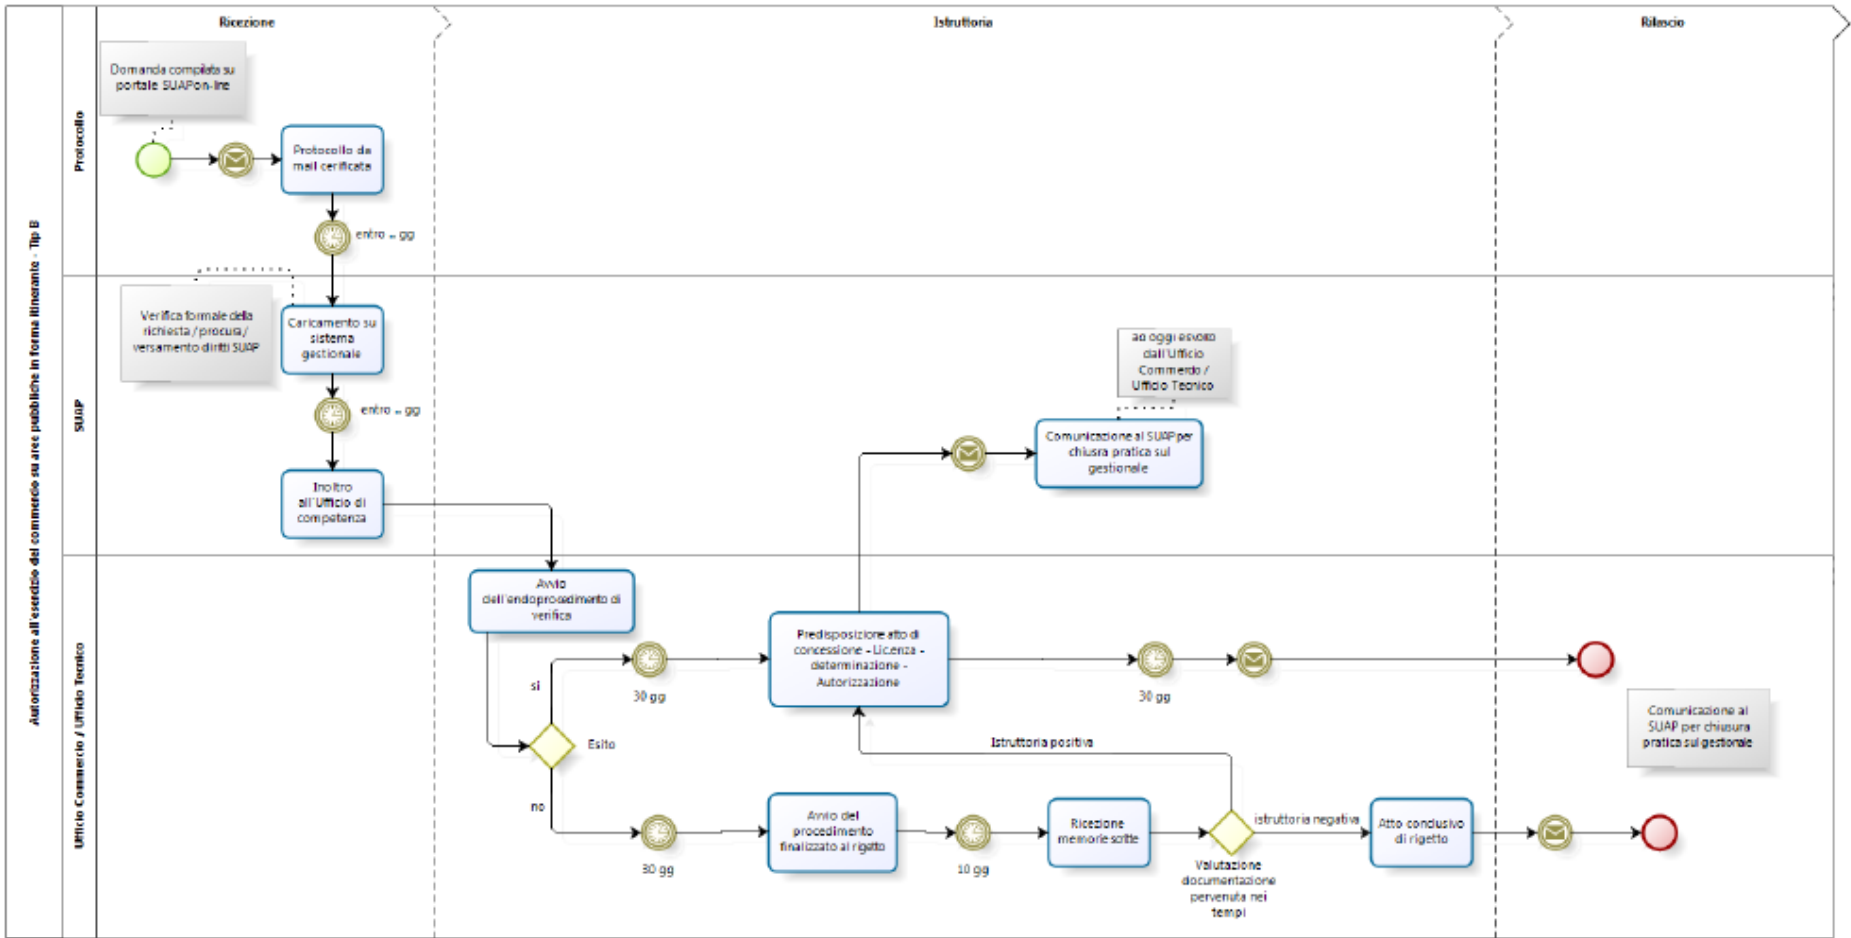 Ricezione
Istruttoria
Rilascio
Autorizzazione all'esercizio del commercio su aree pubbliche in forma itinerante - Tip B
Protocollo
Domanda compilata su
portale SUAP on-line
Protocollo da
mail cerificata
entro .. gg
SUAP
Verifica formale della
richiesta / procura /
versamento diritti SUAP
Caricamento su
sistema
gestionale
entro .. gg
Inoltro
all'Ufficio di
competenza
ad oggi è svolto
dall'Ufficio
Commercio /
Ufficio Tecnico
Comunicazione al SUAP per
chiusra pratica sul
gestionale
Ufficio Commercio / Ufficio Tecnico
Avvio
dell'endoprocedimento di
verifica
si
30 gg
Esito
no
30 gg
Predisposizione atto di
concessione - Licenza -
determinazione -
Autorizzazione
30 gg
Istruttoria positiva
Avvio del
procedimento
finalizzato al rigetto
10 gg
Ricezione
memorie scritte
Valutazione
documentazione
pervenuta nei
tempi
istruttoria negativa
Atto conclusivo
di rigetto
Comunicazione al
SUAP per chiusura
pratica sul gestionale